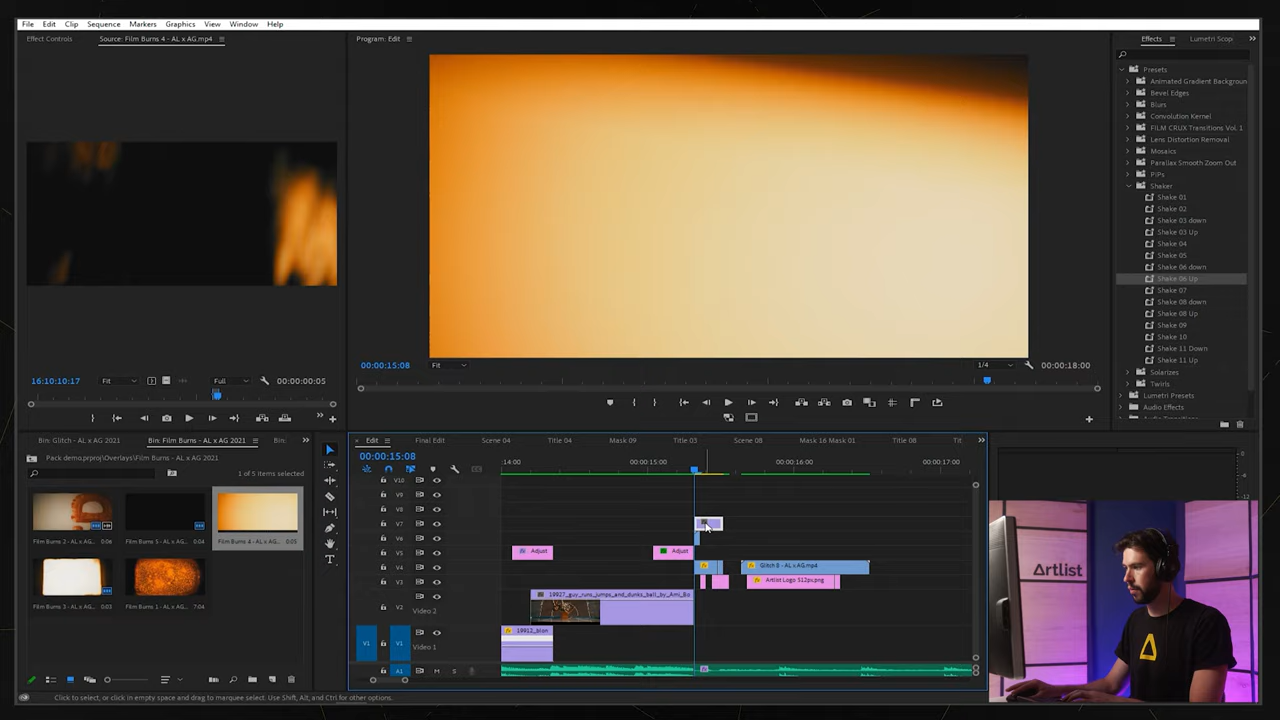 File Edit Clip Sequence Markers Graphics View Window Help
Effect Controls Source: Film Burns 4 - AL x AG.mp4
Program: Edit
Effects Lumetri Scop
Presets
Animated Gradient Backgroun
Bevel Edges
Blurs
Convolution Kernel
FILM CRUX Transitions Vol. 1
Lens Distortion Removal
Mosaics
Parallax Smooth Zoom Out
PiPs
Shaker
Shake 01
Shake 02
Shake 03 down
Shake 03 Up
Shake 04
Shake 05
Shake 06 down
Shake 06 Up
Shake 07
Shake 08 down
Shake 08 Up
Shake 09
Shake 10
Shake 11 Down
Shake 11 Up
Solarizes
Twirls
Lumetri Presets
Audio Effects
16:10:10:17 Fit Full 00:00:00:05
00:00:15:08 Fit 1/4 00:00:18:00
Bin: Glitch - AL x AG 2021 Bin: Film Burns - AL x AG 2021 Bin:
Pack demo.prproj\Overlays\Film Burns - AL x AG 2021
1 of 5 items selected
Film Burns 2 - AL... 0:06
Film Burns 5 - AL... 0:04
Film Burns 4 - AL... 0:05
Film Burns 3 - AL... 0:03
Film Burns 1 - AL... 7:04
Edit Final Edit Scene 04 Title 04 Mask 09 Title 03 Scene 08 Mask 16 Mask 01 Title 08 Tit
00:00:15:08
:14:00 00:00:15:00 00:00:16:00 00:00:17:00
V10
V9
V8
V7
V6
V5 Adjust Adjust
V4 Glitch 8 - AL x AG.mp4
V3 Artlist Logo 512px.png
V2 Video 2 19927_guy_runs_jumps_and_dunks_ball_by_Ami_Bo
V1 V1 Video 1 19912_bion
A1 M S
Artlist
Click to select, or click in empty space and drag to marquee select. Use Shift, Alt, and Ctrl for other options.